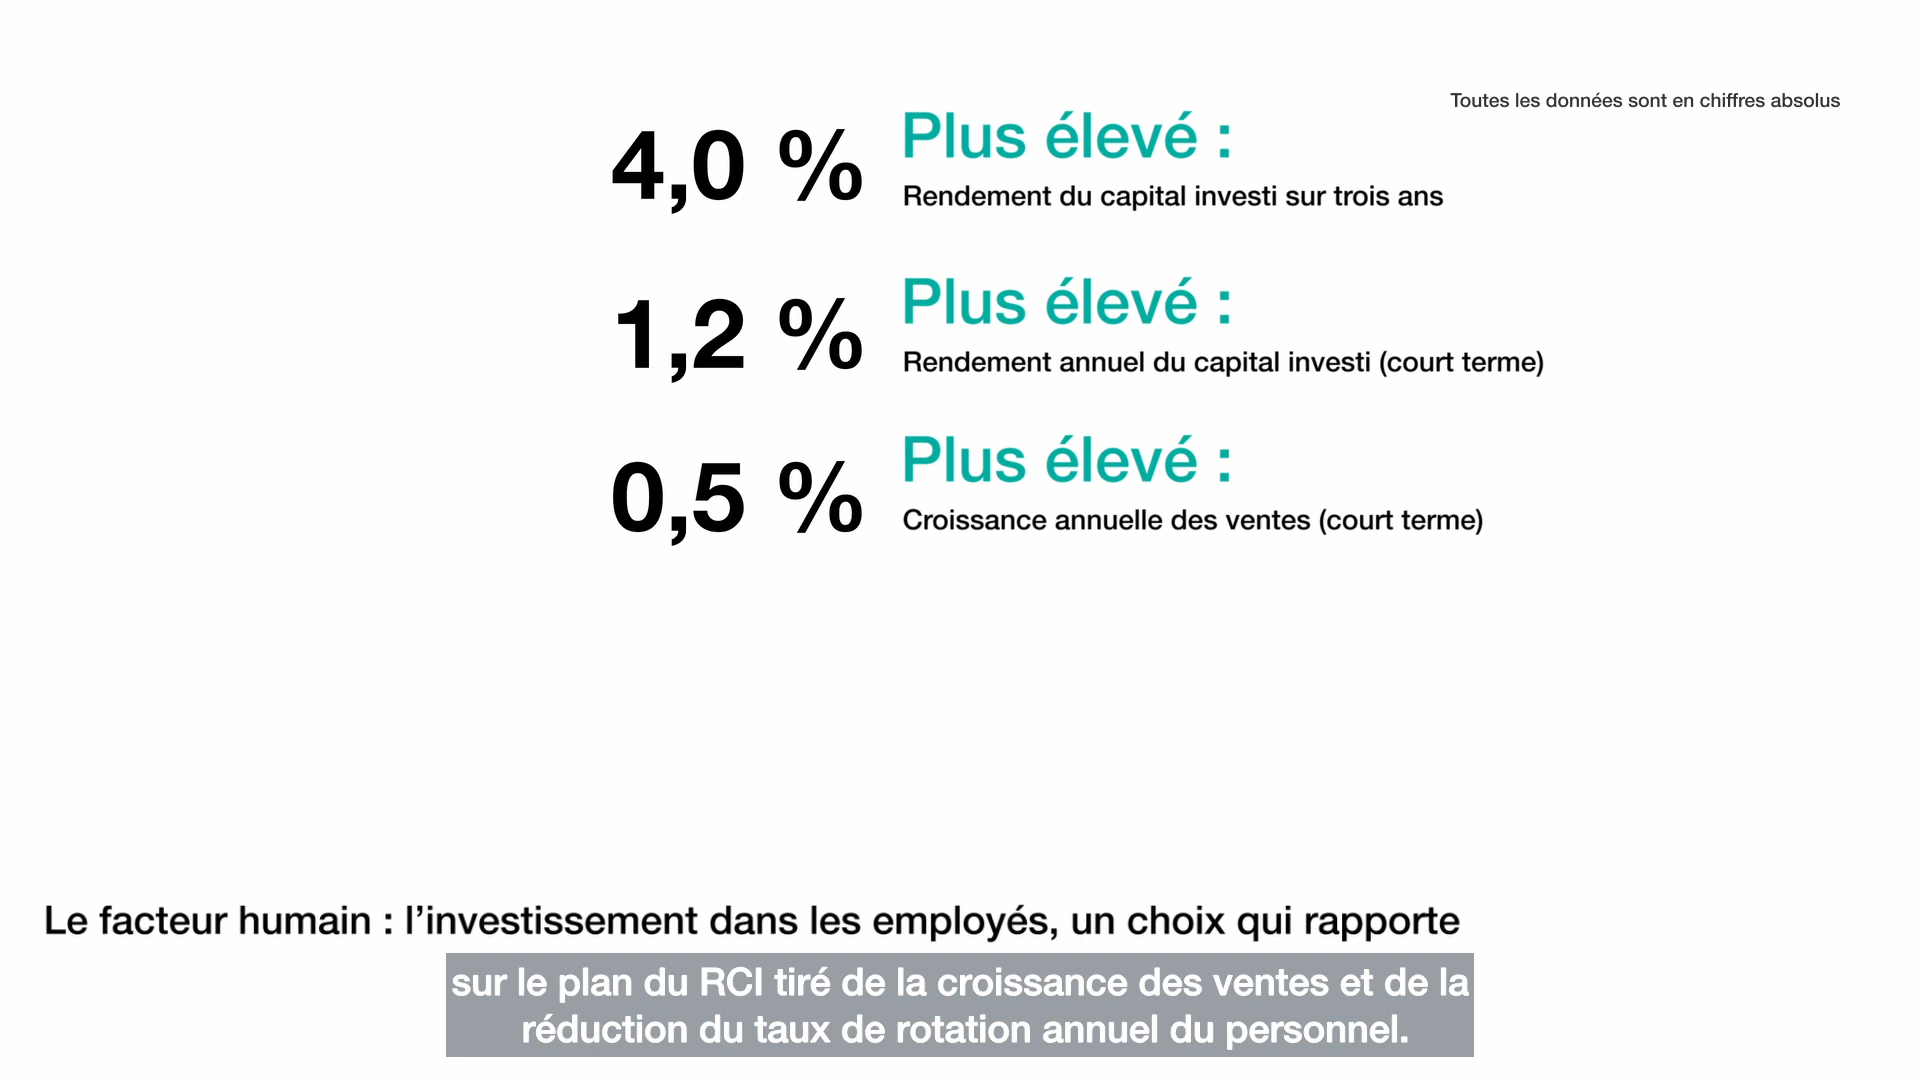 Toutes les données sont en chiffres absolus
4,0 %
Plus élevé :
Rendement du capital investi sur trois ans
1,2 %
Plus élevé :
Rendement annuel du capital investi (court terme)
0,5 %
Plus élevé :
Croissance annuelle des ventes (court terme)
Le facteur humain : l’investissement dans les employés, un choix qui rapporte
sur le plan du RCI tiré de la croissance des ventes et de la
réduction du taux de rotation annuel du personnel.